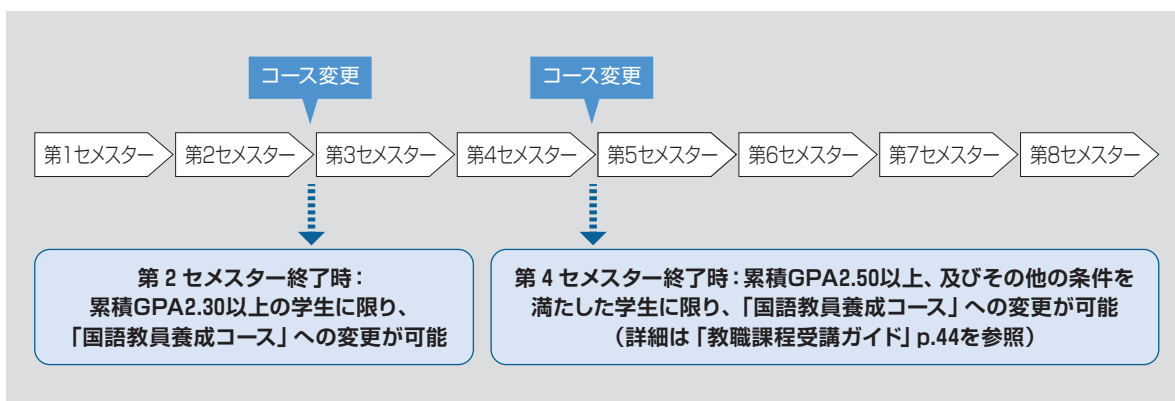 コース変更
コース変更
第1セメスター
第2セメスター
第3セメスター
第4セメスター
第5セメスター
第6セメスター
第7セメスター
第8セメスター
第 2 セメスター終了時：
累積GPA2.30以上の学生に限り、
「国語教員養成コース」への変更が可能
第 4 セメスター終了時：累積GPA2.50以上、及びその他の条件を
満たした学生に限り、「国語教員養成コース」への変更が可能
（詳細は「教職課程受講ガイド」p.44を参照）